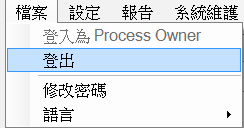 檔案 設定 報告 系統維護
登入為 Process Owner
登出
修改密碼
語言